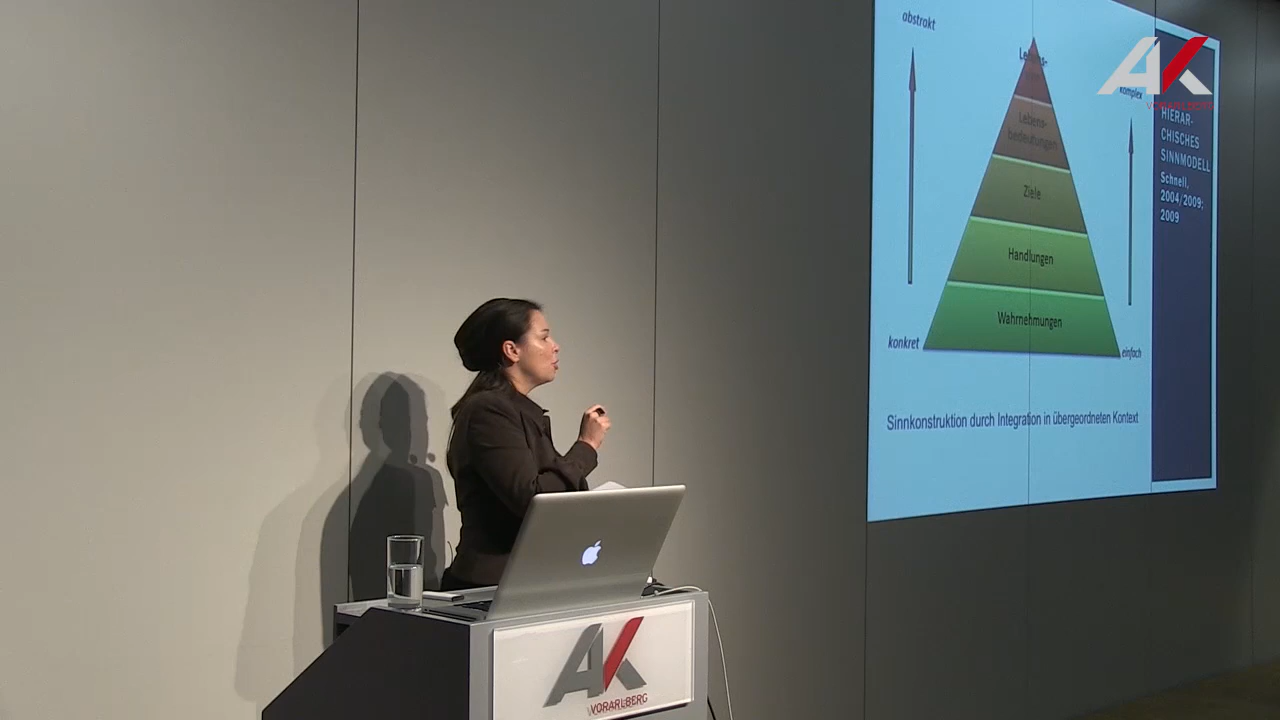 abstrakt
AK
VORARLBERG
komplex
HIERAR-
CHISCHES
SINNMODELL
Schnell,
2004/2009;
2009
Lebens-
bedeutungen
Ziele
Handlungen
Wahrnehmungen
konkret
einfach
Sinnkonstruktion durch Integration in übergeordneten Kontext
AK
VORARLBERG